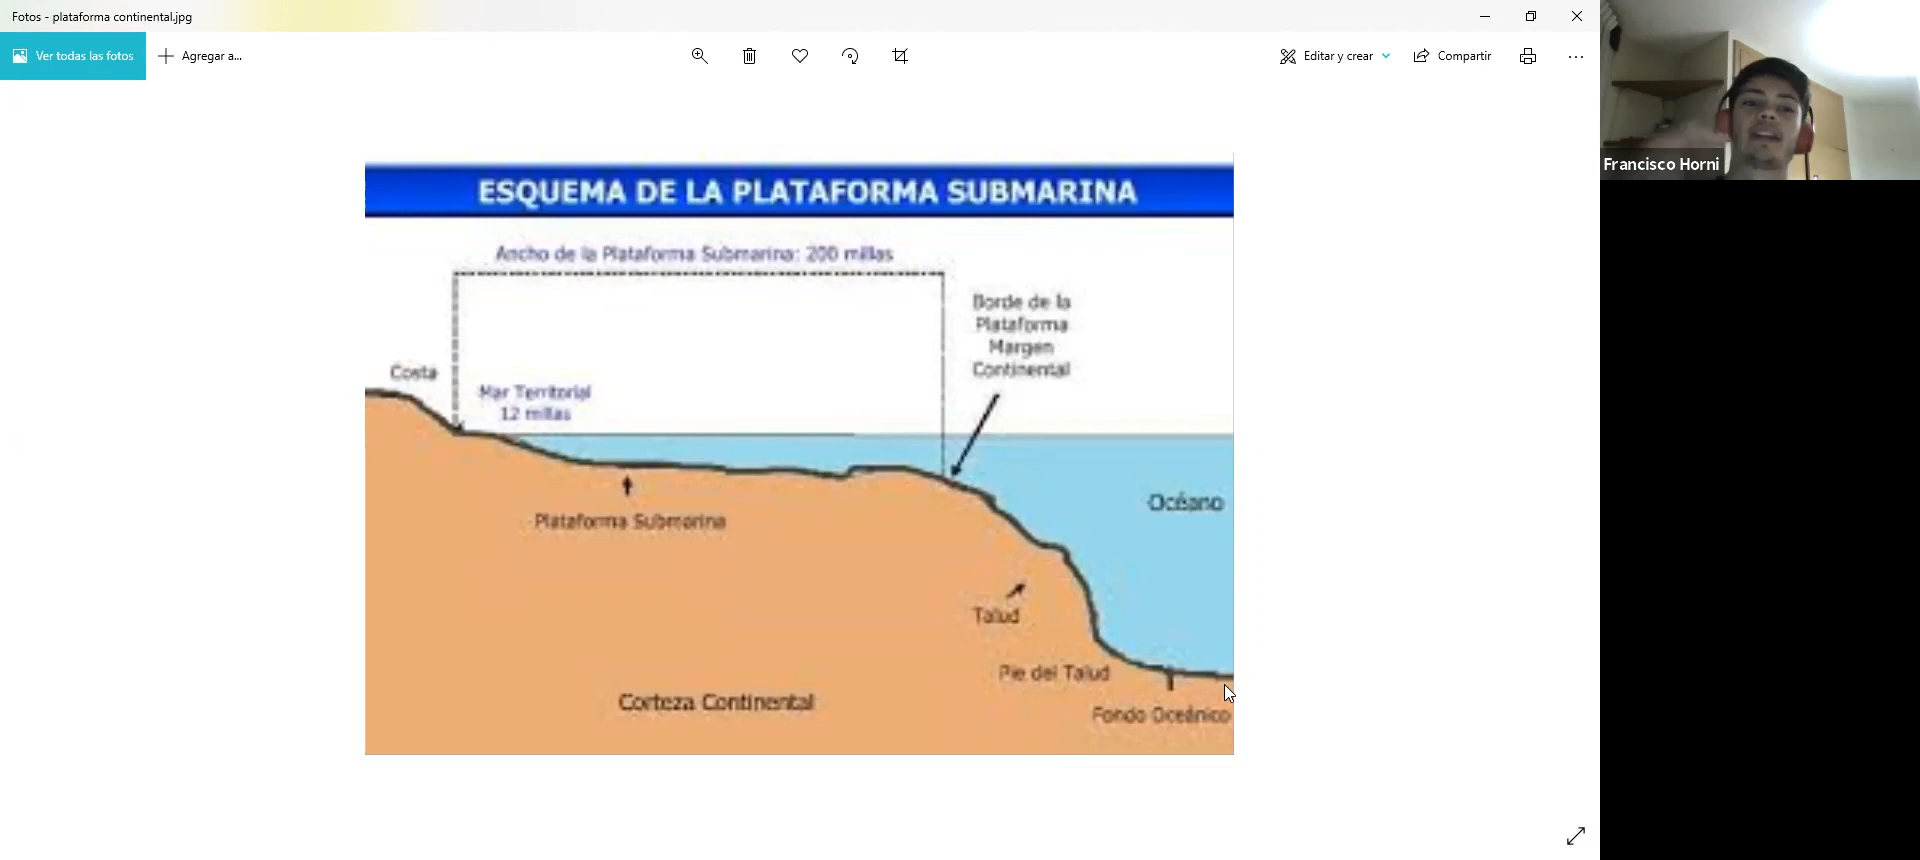 Fotos - plataforma continental.jpg
Ver todas las fotos
Agregar a...
Editar y crear
Compartir
Francisco Horni
ESQUEMA DE LA PLATAFORMA SUBMARINA
Ancho de la Plataforma Submarina: 200 millas
Borde de la
Plataforma
Margen
Continental
Costa
Mar Territorial
12 millas
Océano
Plataforma Submarina
Talud
Pie del Talud
Corteza Continental
Fondo Oceánico